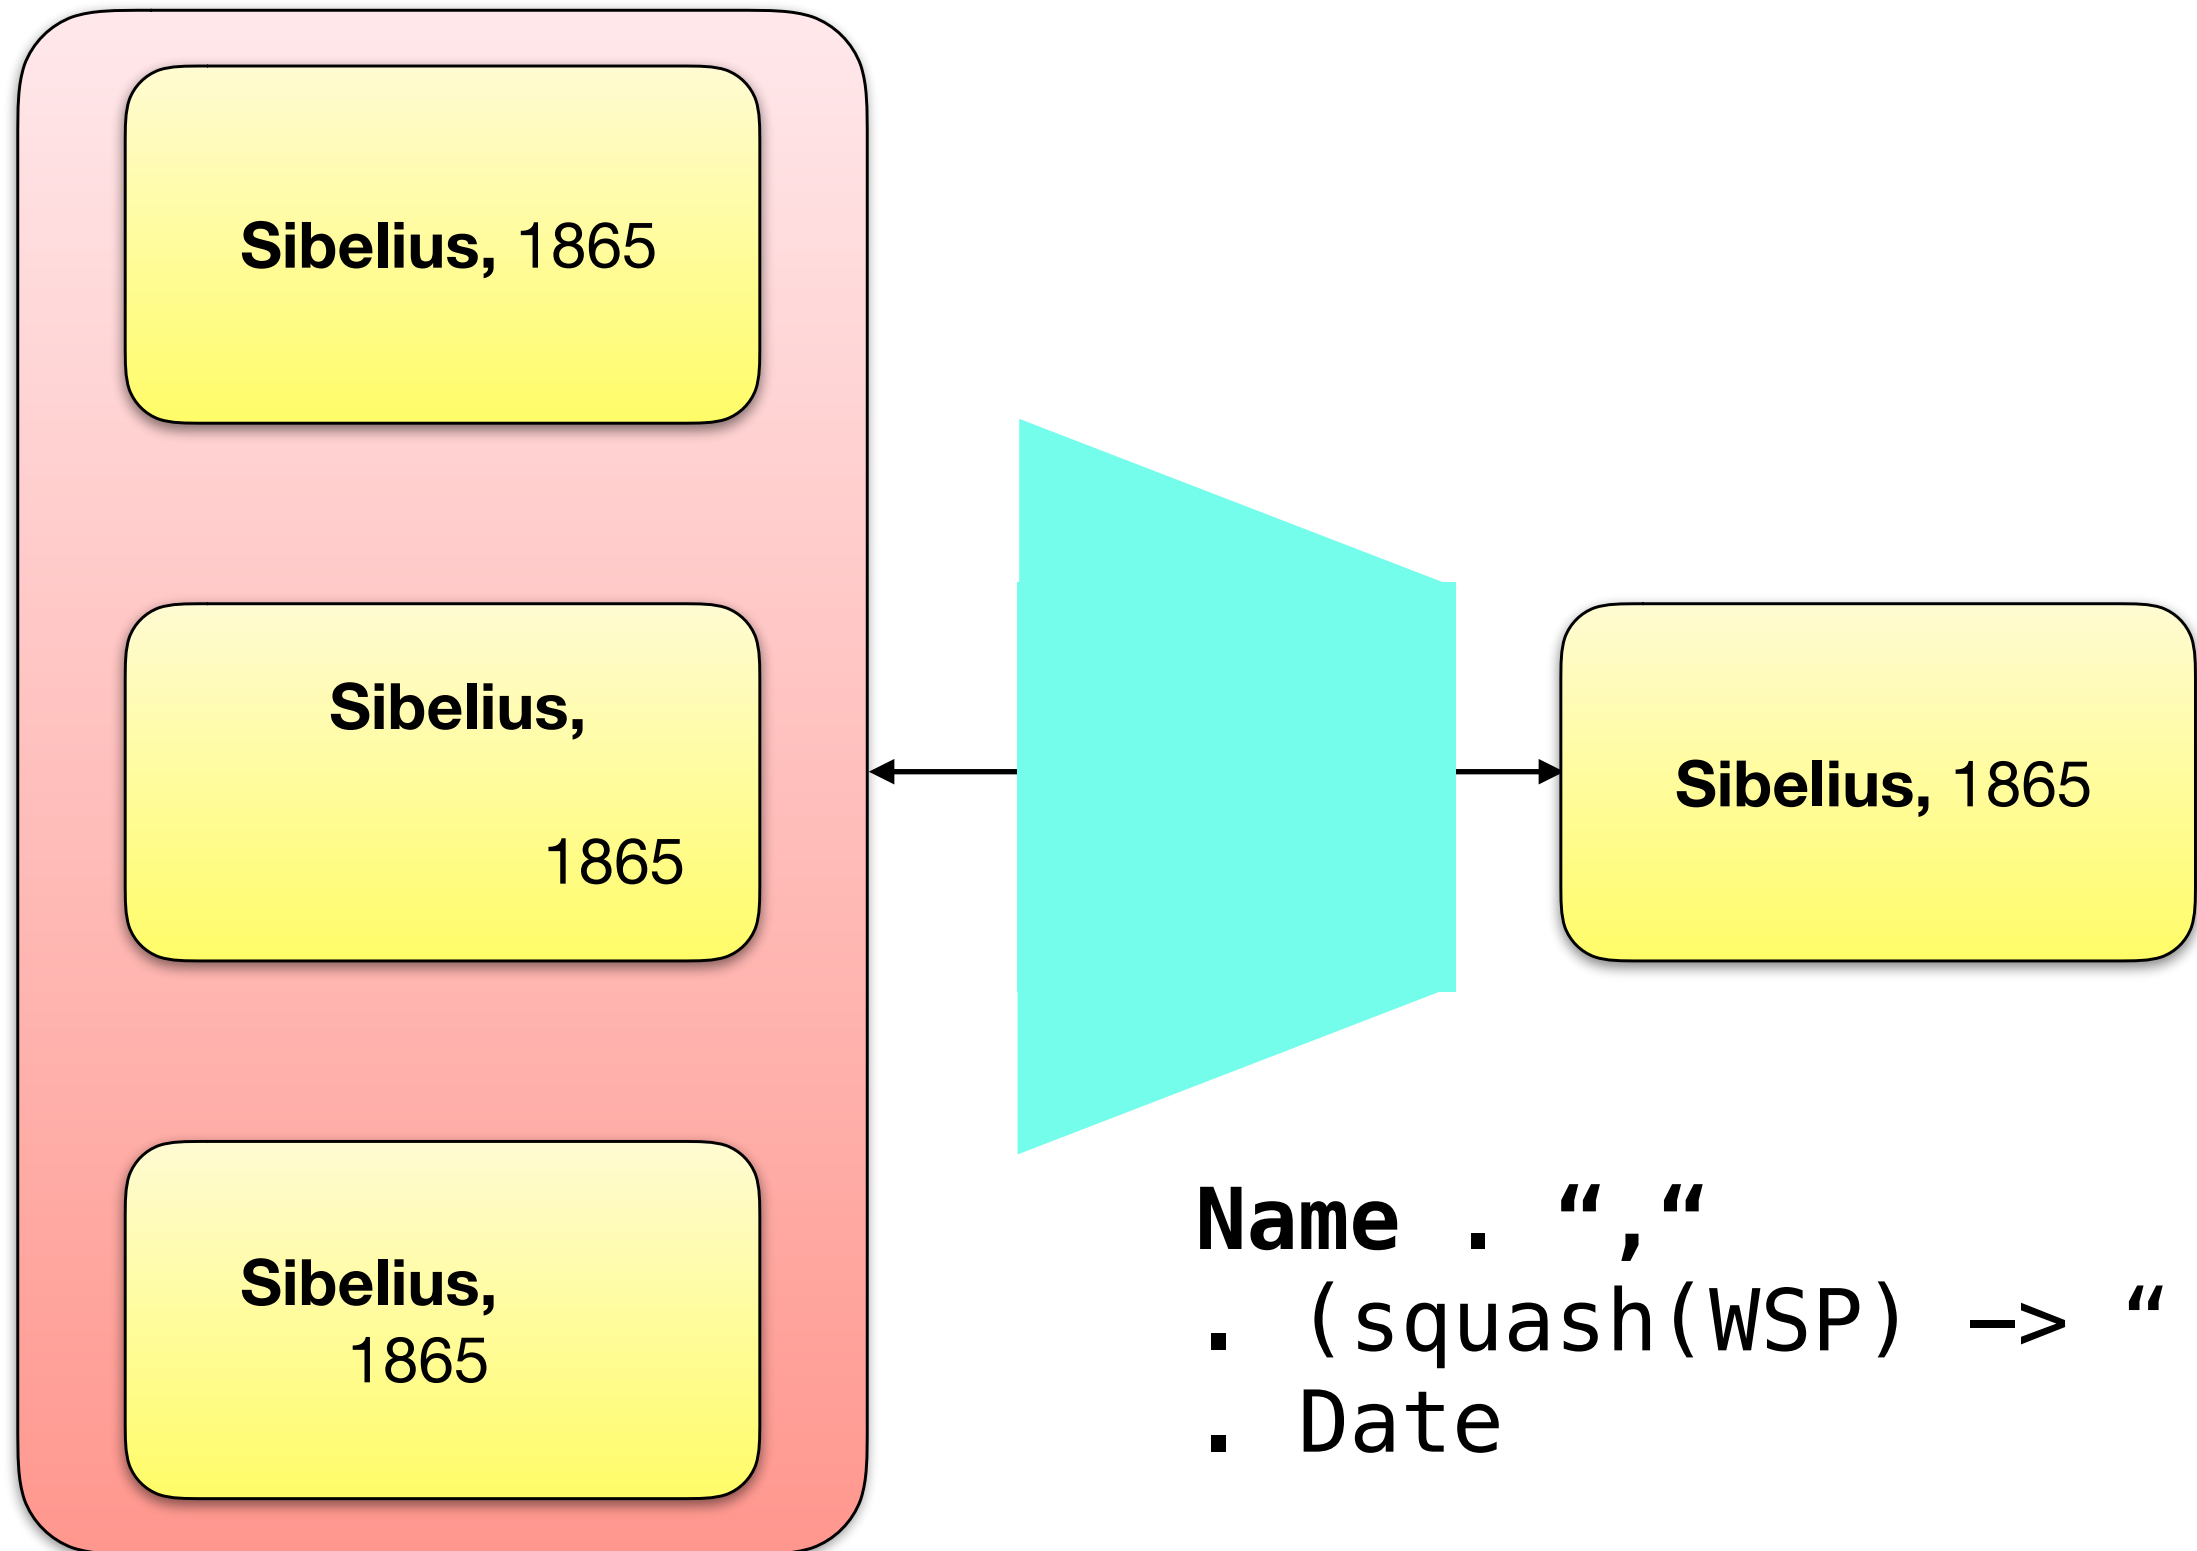 Sibelius, 1865
Sibelius,
1865
Sibelius,
1865
Sibelius, 1865
Name . “,“
. (squash(WSP) —> “
. Date